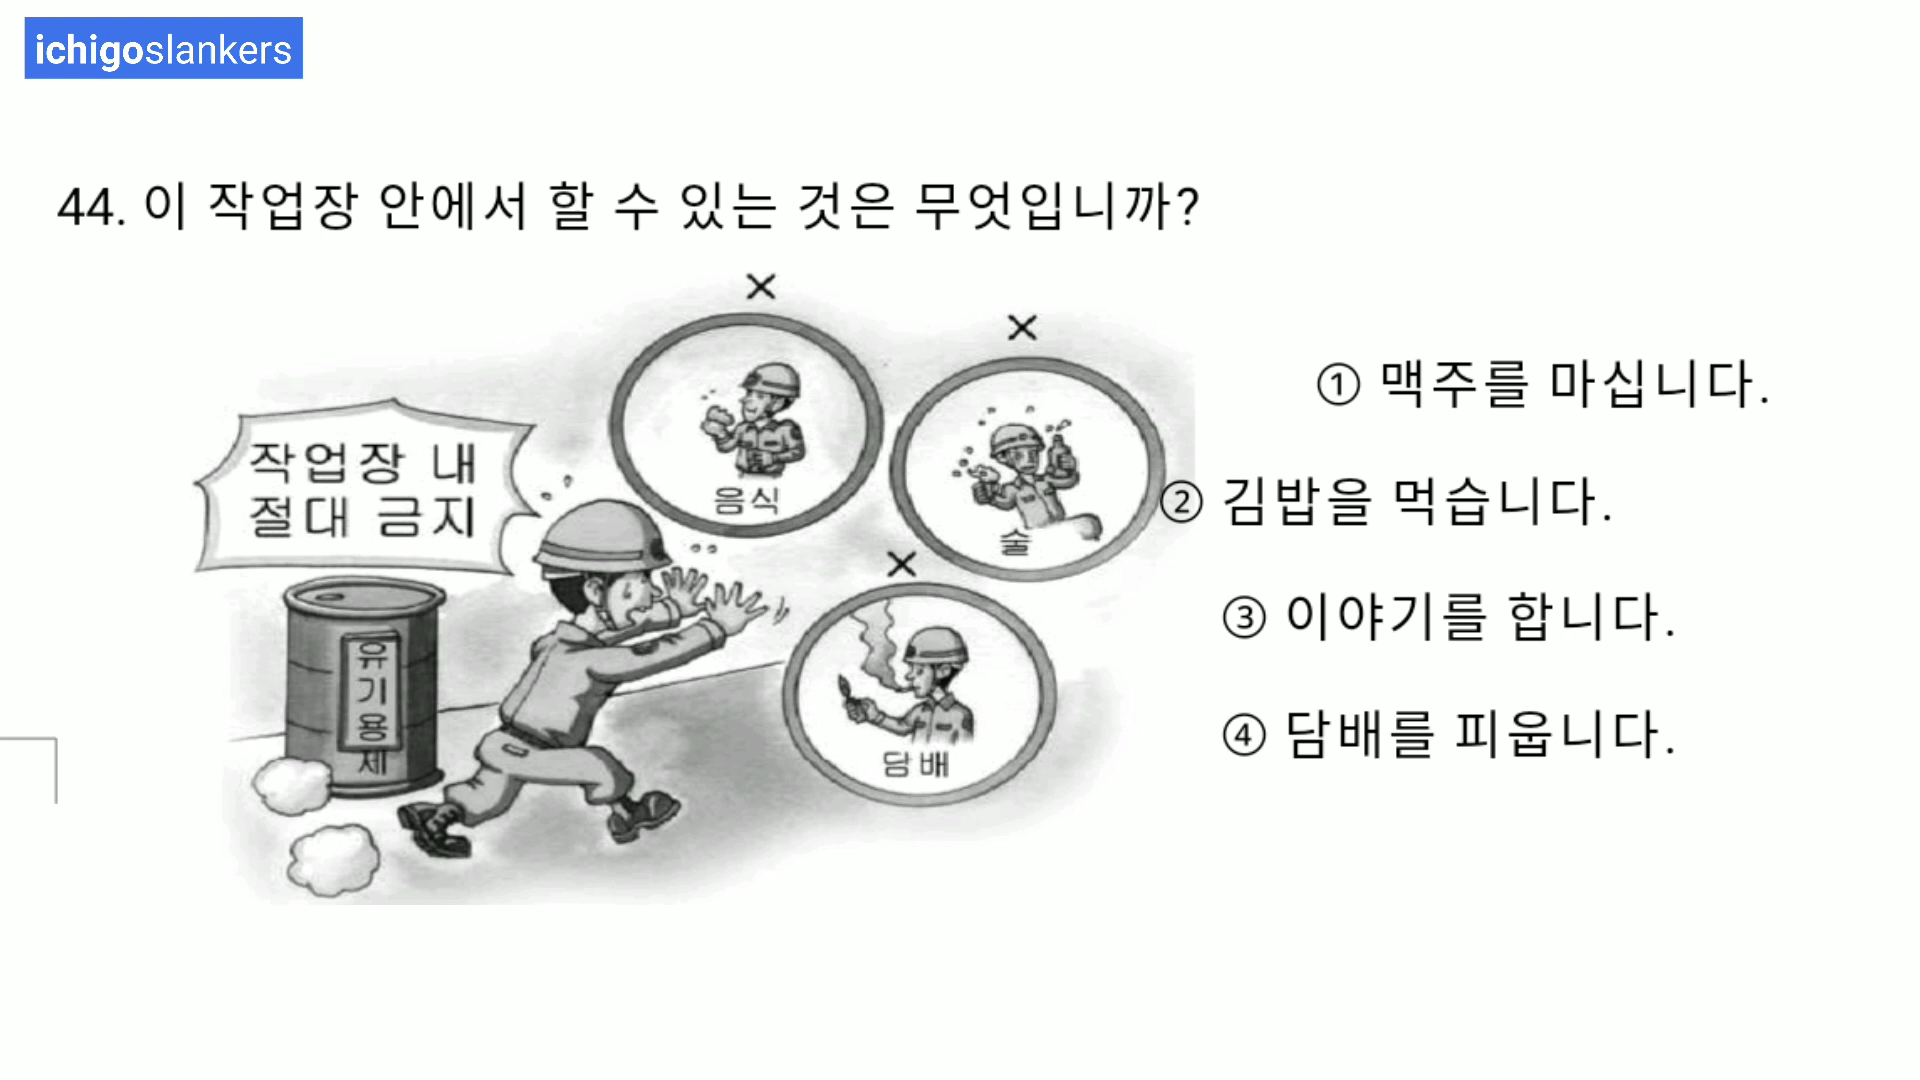 ichigoslankers
44. 이 작업장 안에서 할 수 있는 것은 무엇입니까?
작업장 내
절대 금지
음식
술
담배
유
기
용
제
① 맥주를 마십니다.
② 김밥을 먹습니다.
③ 이야기를 합니다.
④ 담배를 피웁니다.